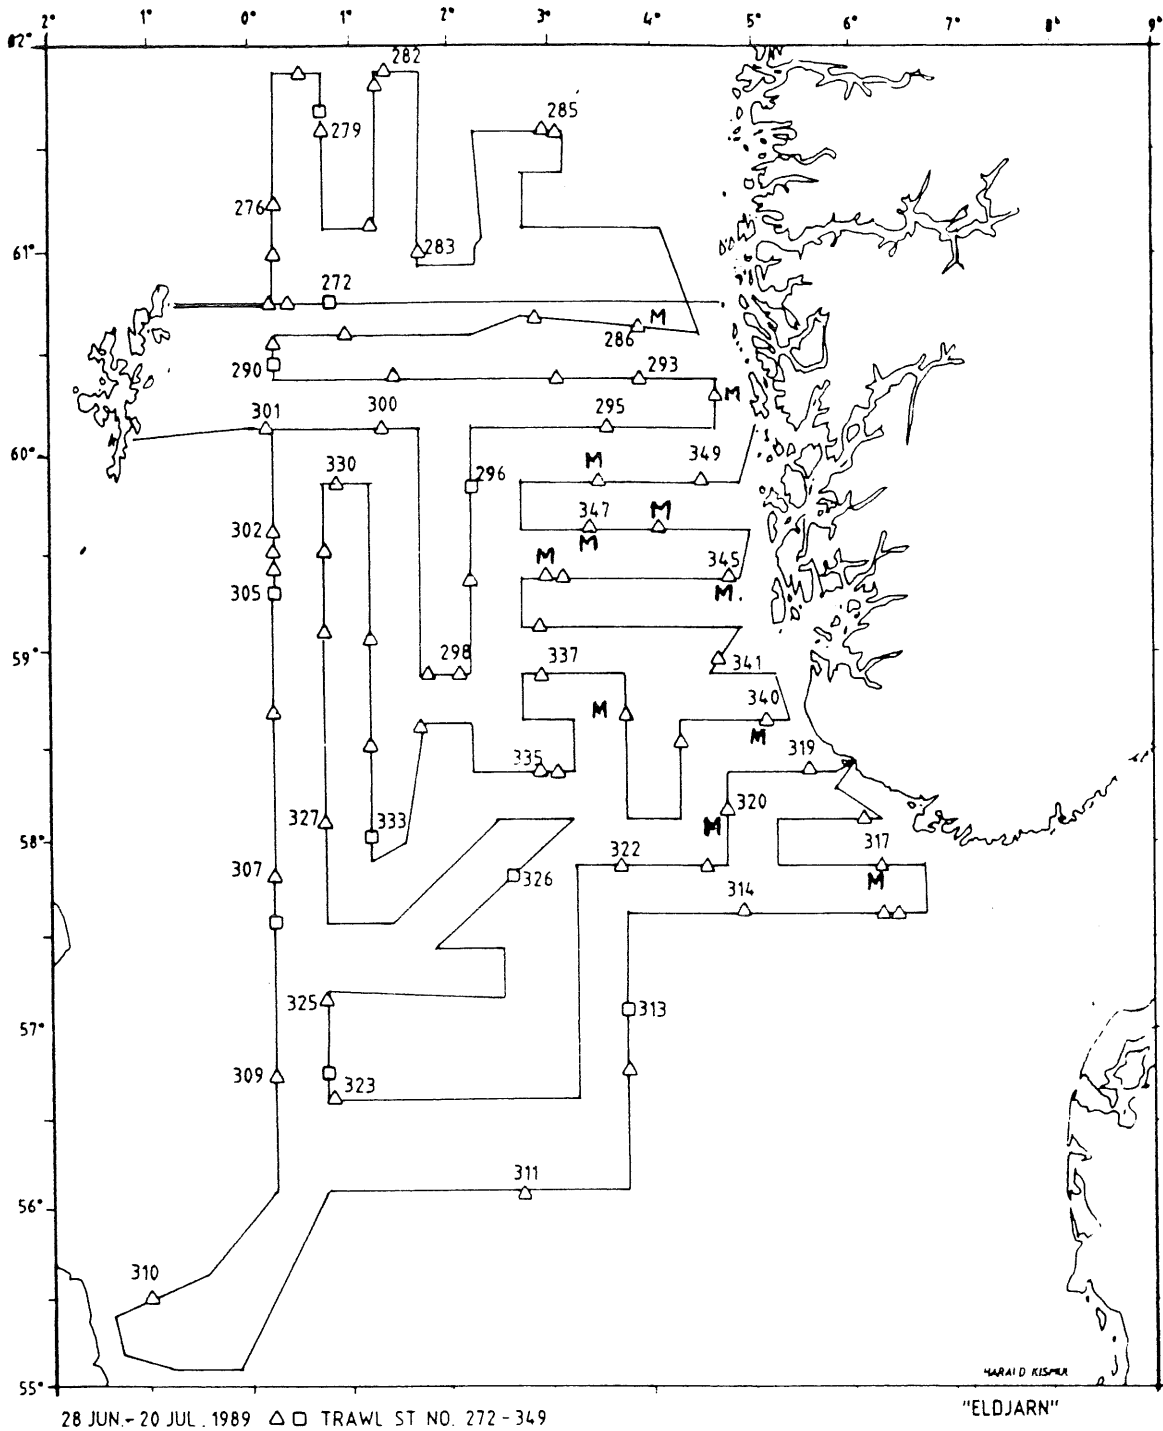 2° 1° 0° 1° 3° 4° 5° 6° 7° 8° 9°
62°
282
285
279
276
61° 283
272
M
286
290 293
M
301 300 295
60°
330 296 M 349
302 347 M
M
M 345
305 M.
59° 298 337 341
M 340
M
335 319
327 333 320
M
58° 322 317
307 326 M
314
325 313
57°
309 323
311
56°
310
HARALD KISMUL
55°
28 JUN.- 20 JUL. 1989 △ □ TRAWL ST NO. 272-349
"ELDJARN"